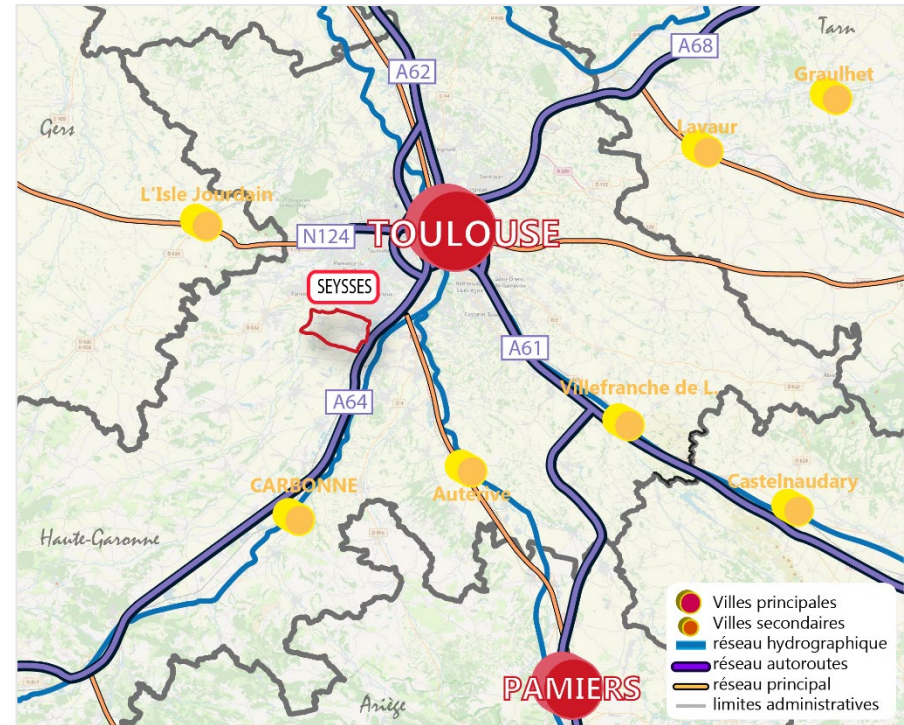 Tarn
A68
A62
Graulhet
Gers
Lavaur
L'Isle Jourdain
TOULOUSE
N124
SEYSSES
A61
A64
Villefranche de L.
CARBONNE
Auterive
Castelnaudary
Haute-Garonne
Villes principales
Villes secondaires
réseau hydrographique
réseau autoroutes
réseau principal
limites administratives
PAMIERS
Ariège